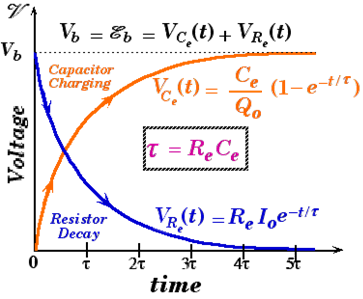 𝒱
V_b = ℰ_b = V_{C_e}(t) + V_{R_e}(t)
V_b
Capacitor
Charging
V_{C_e}(t) = C_e/Q_o (1-e^{-t/τ})
Voltage
τ = R_e C_e
Resistor
Decay
V_{R_e}(t) = R_e I_o e^{-t/τ}
0 1τ 2τ 3τ 4τ 5τ
time